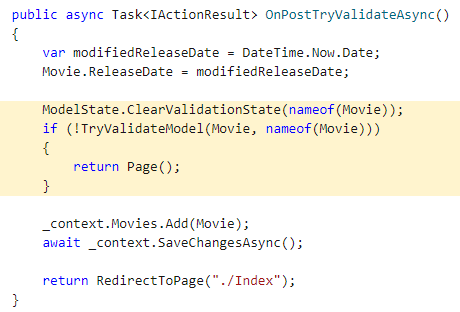 public async Task<IActionResult> OnPostTryValidateAsync()
{
    var modifiedReleaseDate = DateTime.Now.Date;
    Movie.ReleaseDate = modifiedReleaseDate;

    ModelState.ClearValidationState(nameof(Movie));
    if (!TryValidateModel(Movie, nameof(Movie)))
    {
        return Page();
    }

    _context.Movies.Add(Movie);
    await _context.SaveChangesAsync();

    return RedirectToPage("./Index");
}